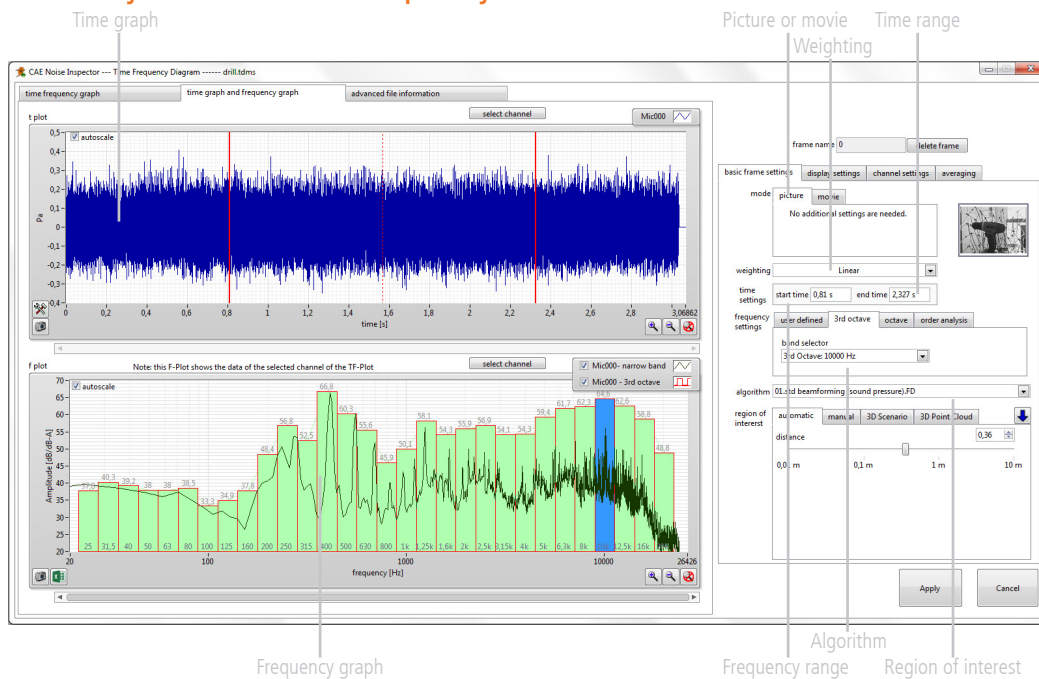 Time graph
Picture or movie
Time range
Weighting
CAE Noise Inspector --- Time Frequency Diagram ------ drill.tdms
time frequency graph
time graph and frequency graph
advanced file information
t plot
select channel
Mic000
autoscale
0,5
0,4
0,3
0,2
0,1
0
-0,1
-0,2
-0,3
-0,4
Pa
0
0,2
0,4
0,6
0,8
1
1,2
1,4
1,6
1,8
2
2,2
2,4
2,6
2,8
3,06862
time [s]
f plot
Note: this F-Plot shows the data of the selected channel of the TF-Plot
select channel
Mic000- narrow band
Mic000 - 3rd octave
autoscale
70
65
60
55
50
45
40
35
30
25
20
Amplitude [dB/dB-A]
37,8
40,3
39,2
38
38
38,5
33,3
34,9
37,8
48,4
56,8
52,5
66,8
60,3
55,6
45,9
50,1
58,1
54,3
55,9
56,9
54,1
54,3
59,4
61,7
62,3
64,6
62,6
58,8
48,8
25
31,5
40
50
63
80
100
125
160
200
250
315
400
500
630
800
1k
1,25k
1,6k
2k
2,5k
3,15k
4k
5k
6,3k
8k
10k
12,5k
16k
20
100
1000
10000
26426
frequency [Hz]
frame name 0
delete frame
basic frame settings
display settings
channel settings
averaging
mode
picture
movie
No additional settings are needed.
weighting
Linear
time settings
start time 0,81 s
end time 2,327 s
frequency settings
user defined
3rd octave
octave
order analysis
band selector
3rd Octave: 10000 Hz
algorithm
01.std beamforming (sound pressure).FD
region of intererst
automatic
manual
3D Scenario
3D Point Cloud
distance
0,36
0,01 m
0,1 m
1 m
10 m
Apply
Cancel
Algorithm
Frequency graph
Frequency range
Region of interest